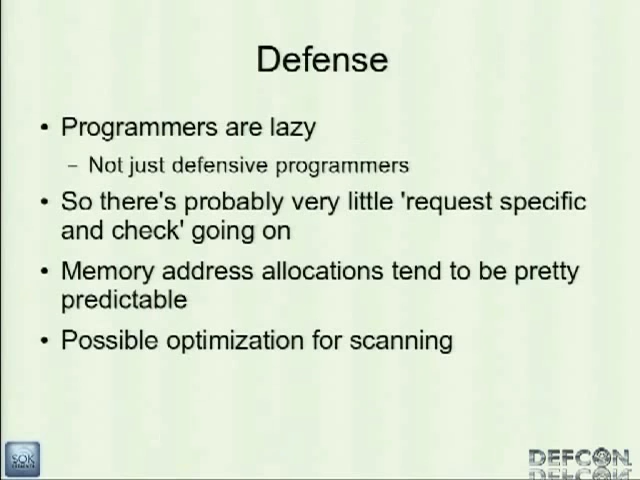 Defense
• Programmers are lazy
– Not just defensive programmers
• So there's probably very little 'request specific
and check' going on
• Memory address allocations tend to be pretty
predictable
• Possible optimization for scanning
SOK
DEFCON